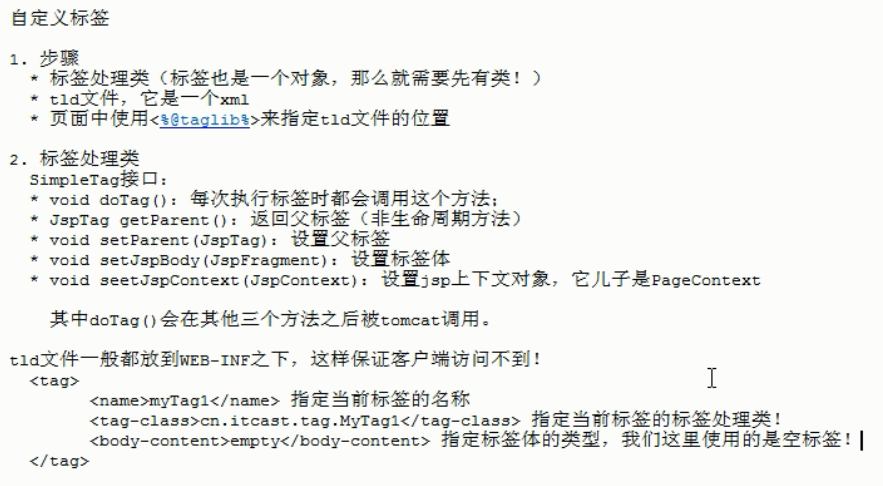 自定义标签
1. 步骤
* 标签处理类（标签也是一个对象，那么就需要先有类！）
* tld文件，它是一个xml
* 页面中使用<%@taglib%>来指定tld文件的位置
2. 标签处理类
SimpleTag接口：
* void doTag()：每次执行标签时都会调用这个方法；
* JspTag getParent()：返回父标签（非生命周期方法）
* void setParent(JspTag)：设置父标签
* void setJspBody(JspFragment)：设置标签体
* void seetJspContext(JspContext)：设置jsp上下文对象，它儿子是PageContext
其中doTag()会在其他三个方法之后被tomcat调用。
tld文件一般都放到WEB-INF之下，这样保证客户端访问不到！
<tag>
<name>myTag1</name> 指定当前标签的名称
<tag-class>cn.itcast.tag.MyTag1</tag-class> 指定当前标签的标签处理类！
<body-content>empty</body-content> 指定标签体的类型，我们这里使用的是空标签！
</tag>